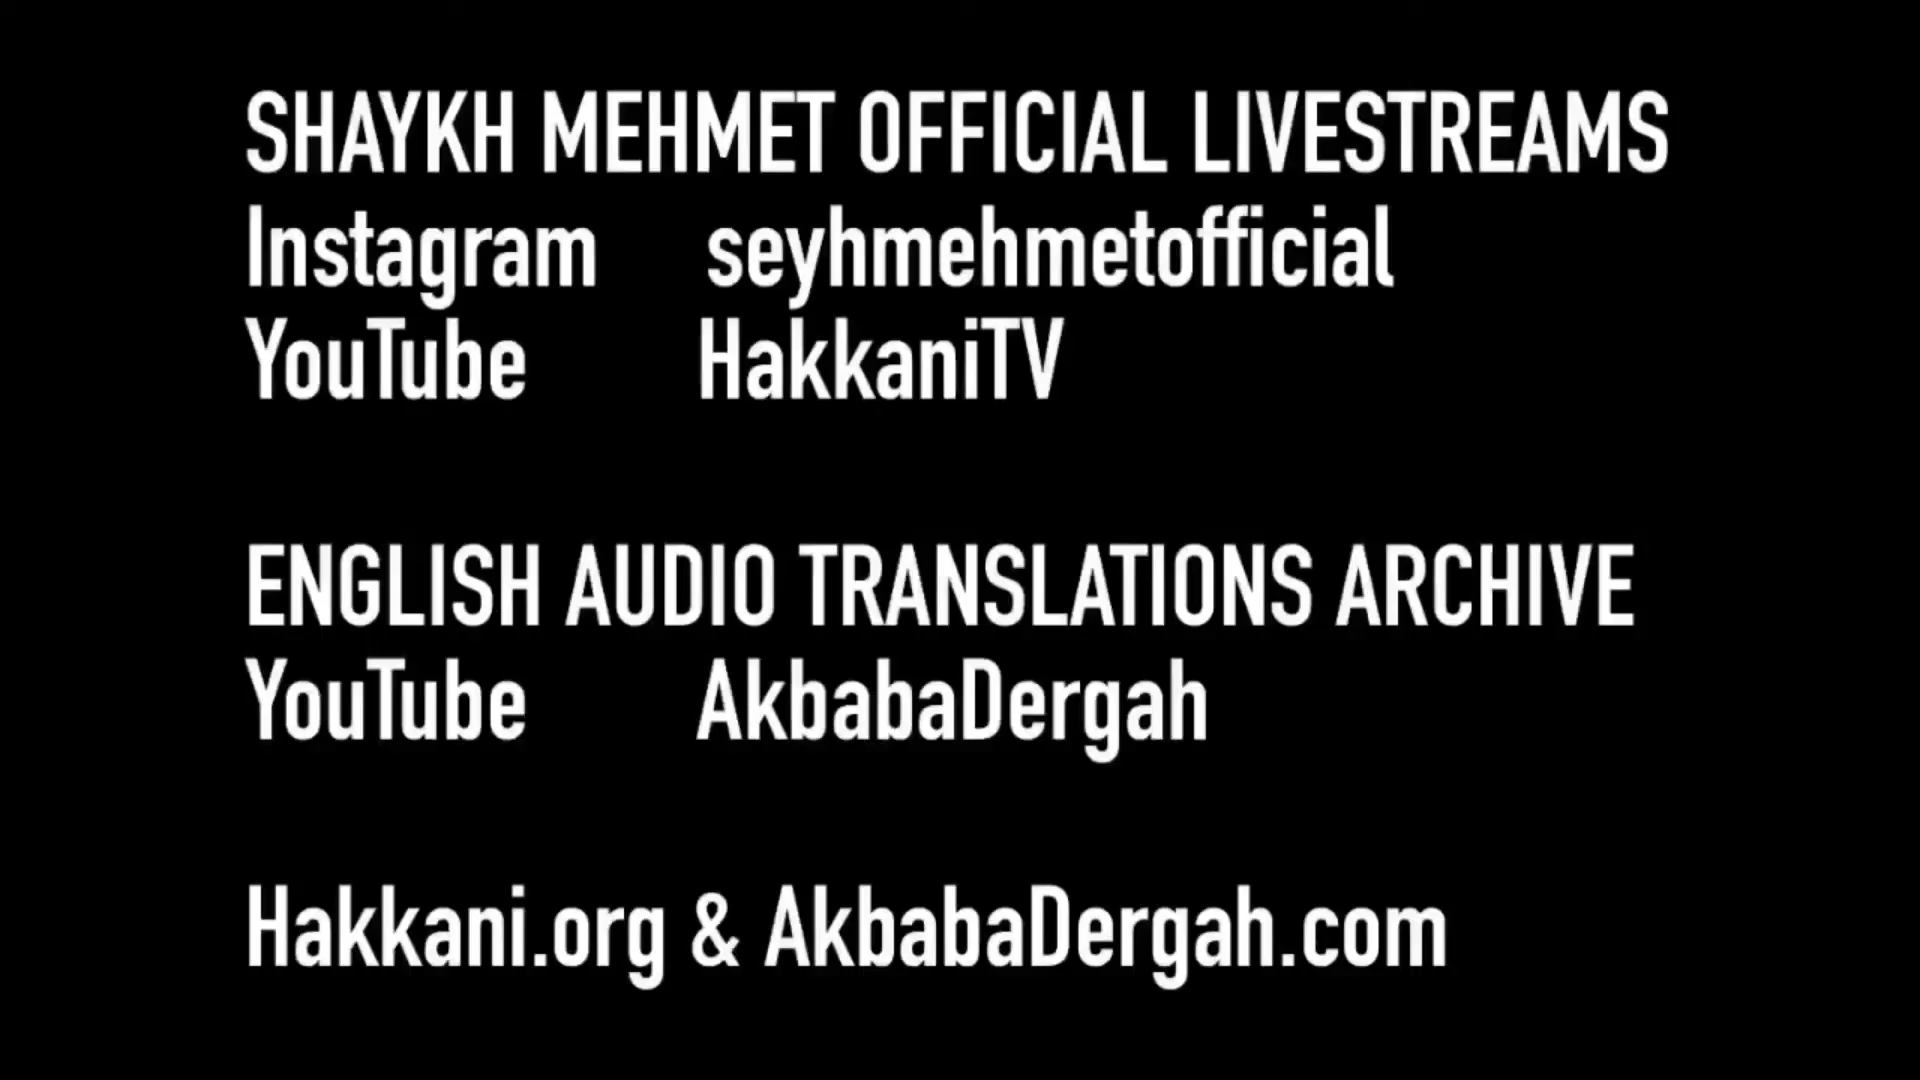 SHAYKH MEHMET OFFICIAL LIVESTREAMS
Instagram seyhmehmetofficial
YouTube HakkaniTV
ENGLISH AUDIO TRANSLATIONS ARCHIVE
YouTube AkbabaDergah
Hakkani.org & AkbabaDergah.com